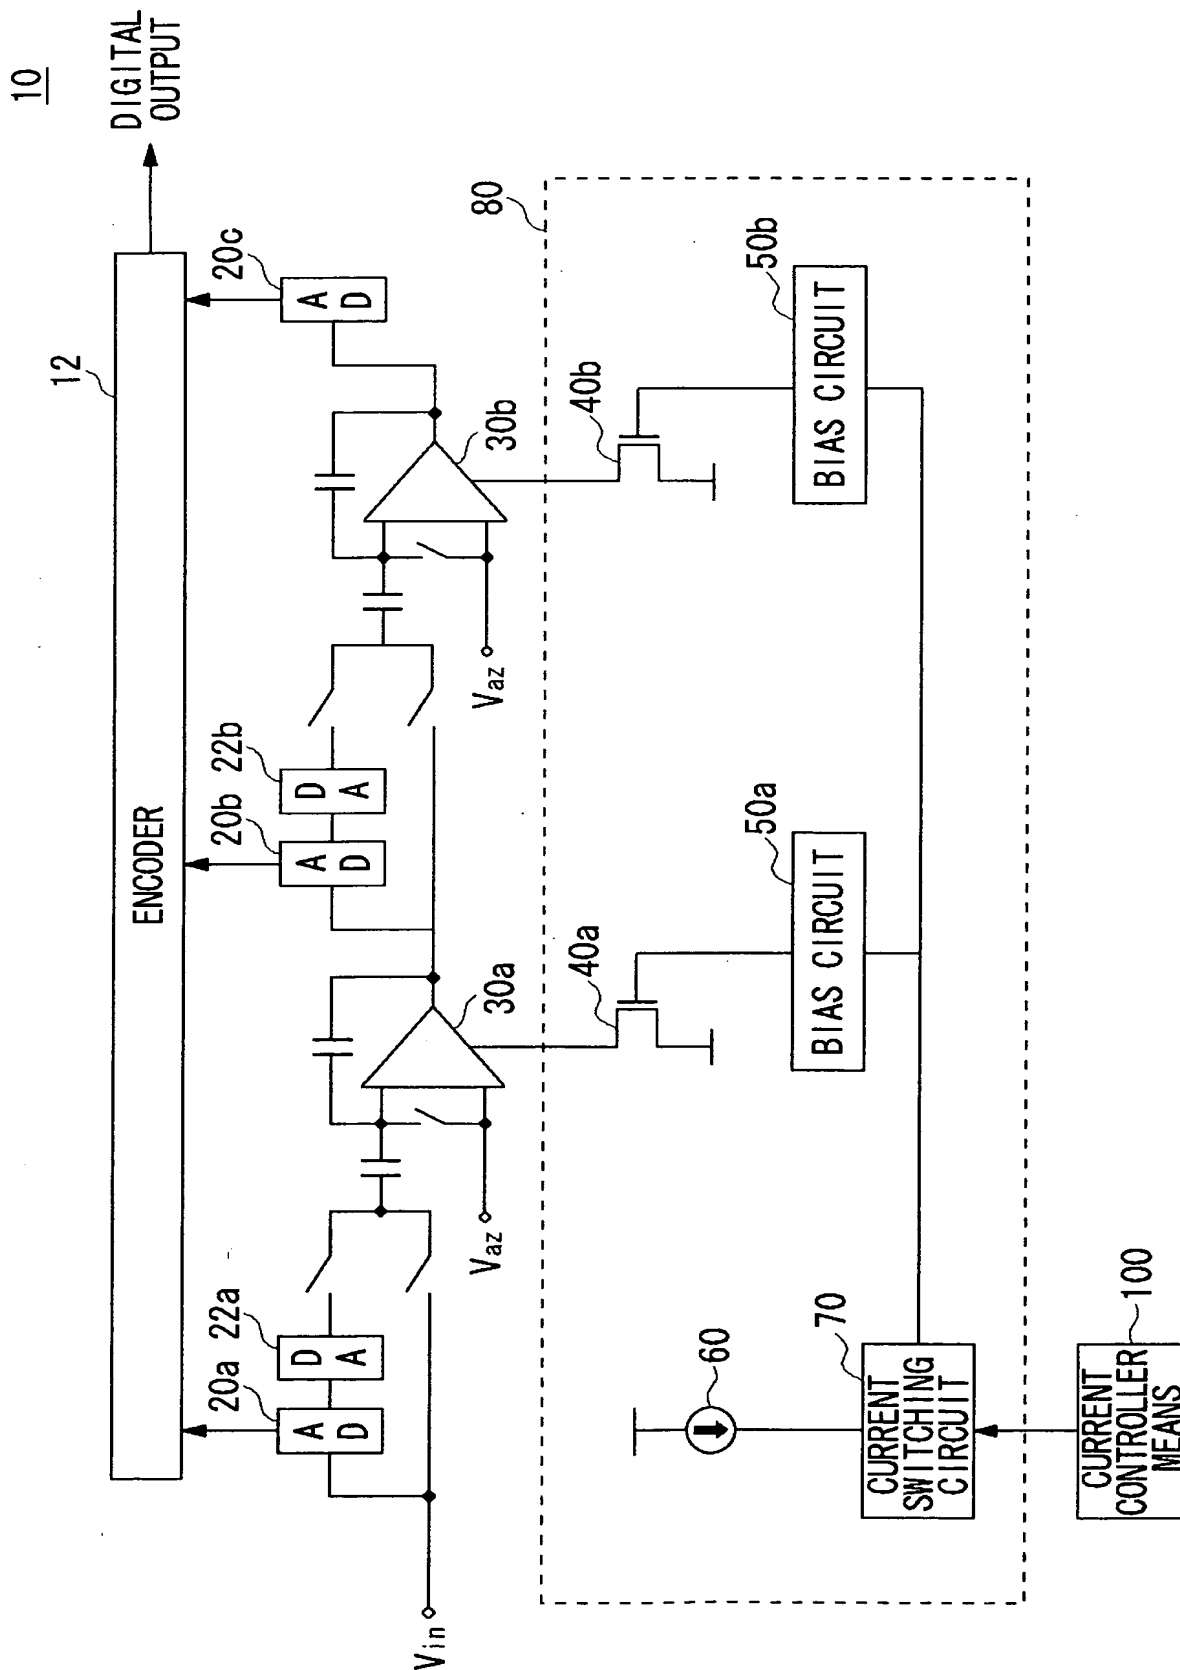 10
DIGITAL
OUTPUT
12
ENCODER
20a
22a
20b
22b
20c
A
D
D
A
A
D
D
A
A
D
Vin
Vaz
30a
Vaz
30b
80
40a
40b
60
50a
BIAS CIRCUIT
50b
BIAS CIRCUIT
70
CURRENT
SWITCHING
CIRCUIT
100
CURRENT
CONTROLLER
MEANS